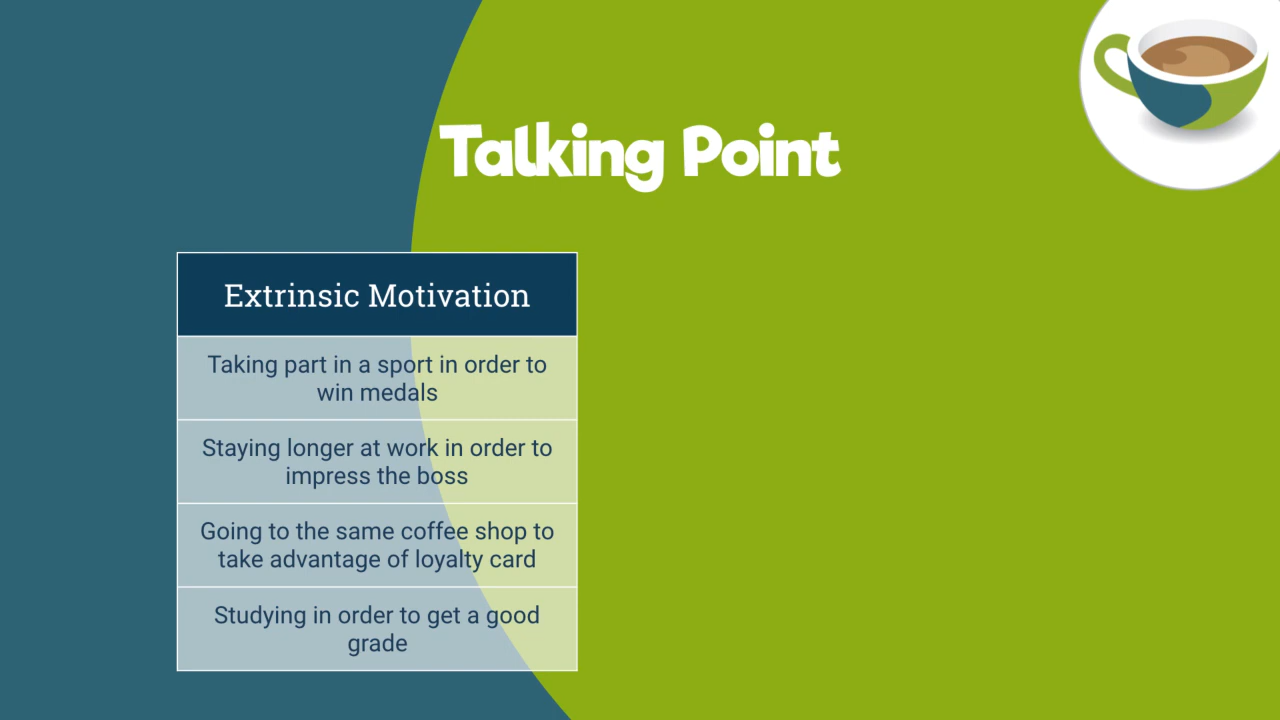 Talking Point
Extrinsic Motivation
Taking part in a sport in order to
win medals
Staying longer at work in order to
impress the boss
Going to the same coffee shop to
take advantage of loyalty card
Studying in order to get a good
grade